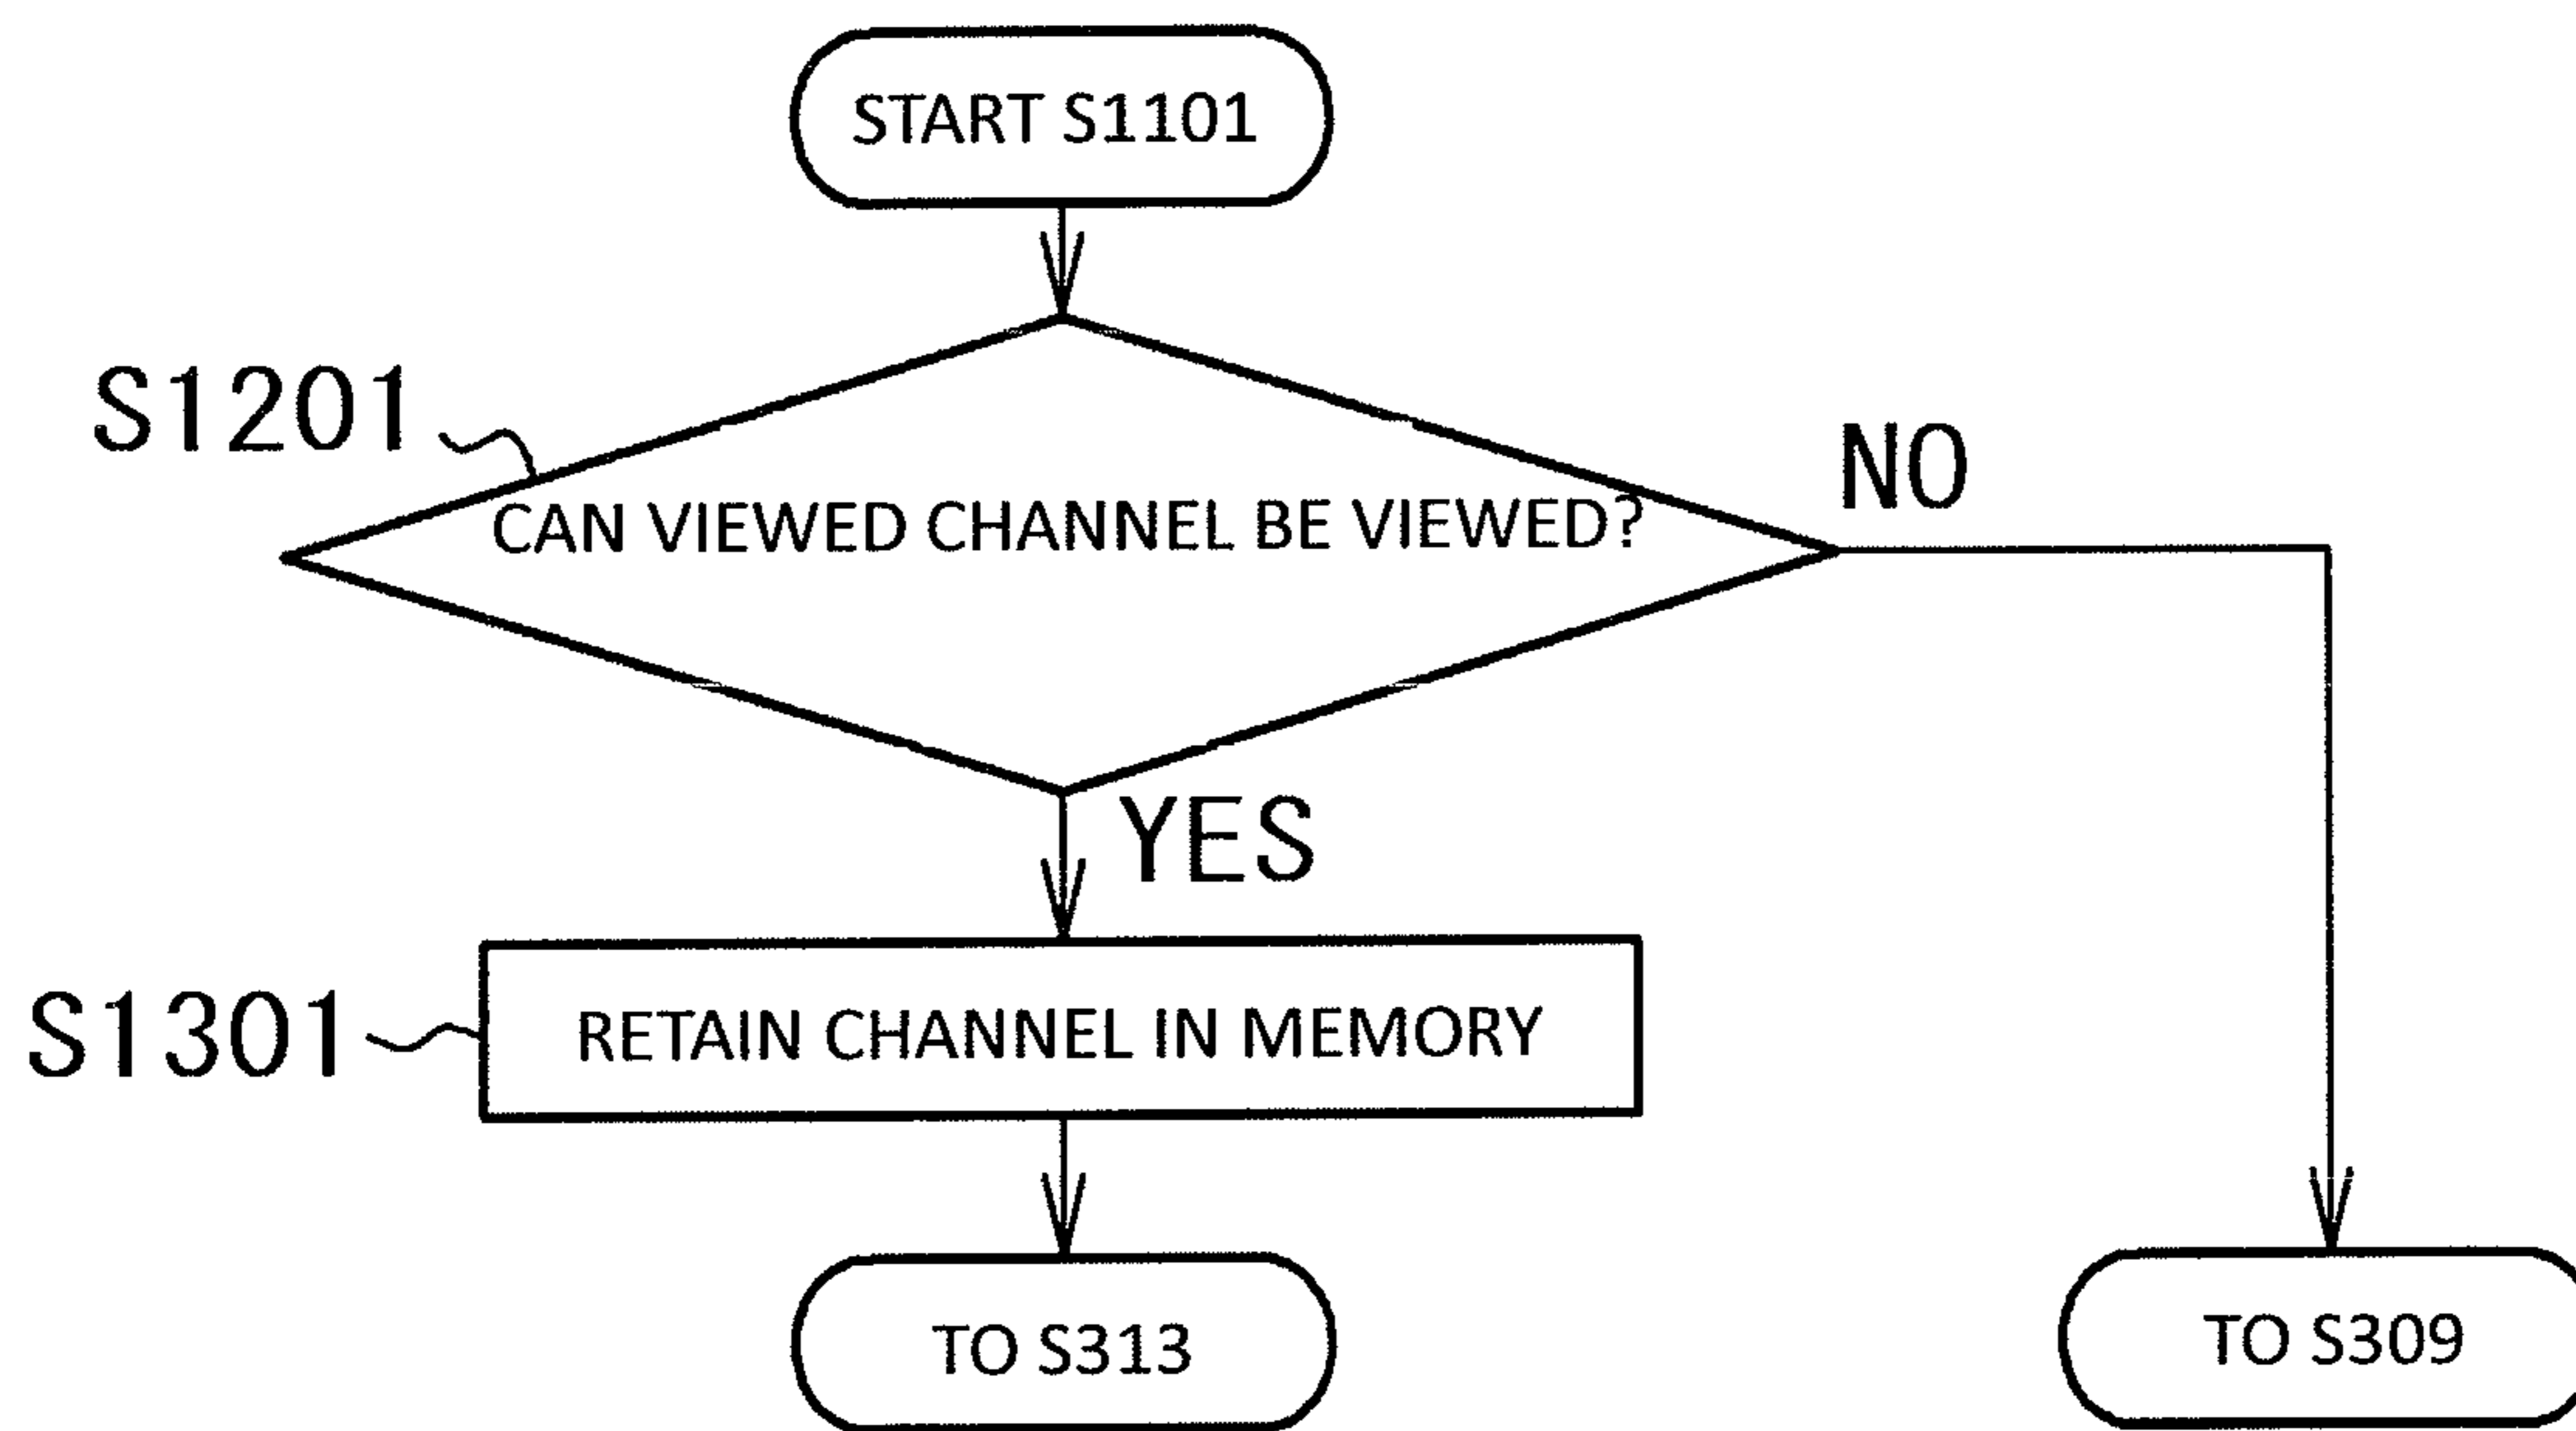 START S1101
S1201
CAN VIEWED CHANNEL BE VIEWED?
NO
YES
S1301
RETAIN CHANNEL IN MEMORY
TO S313
TO S309